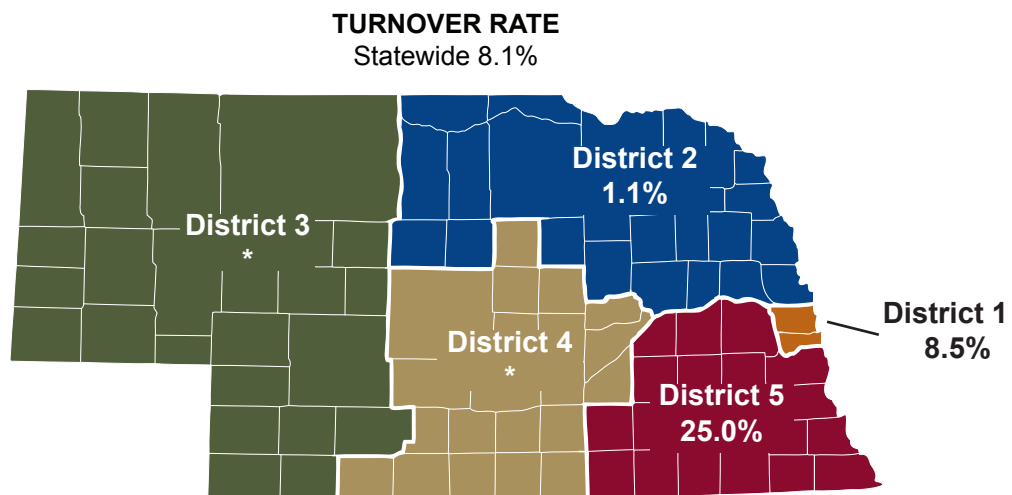 TURNOVER RATE
Statewide 8.1%
District 2
1.1%
District 3
*
District 1
8.5%
District 4
*
District 5
25.0%